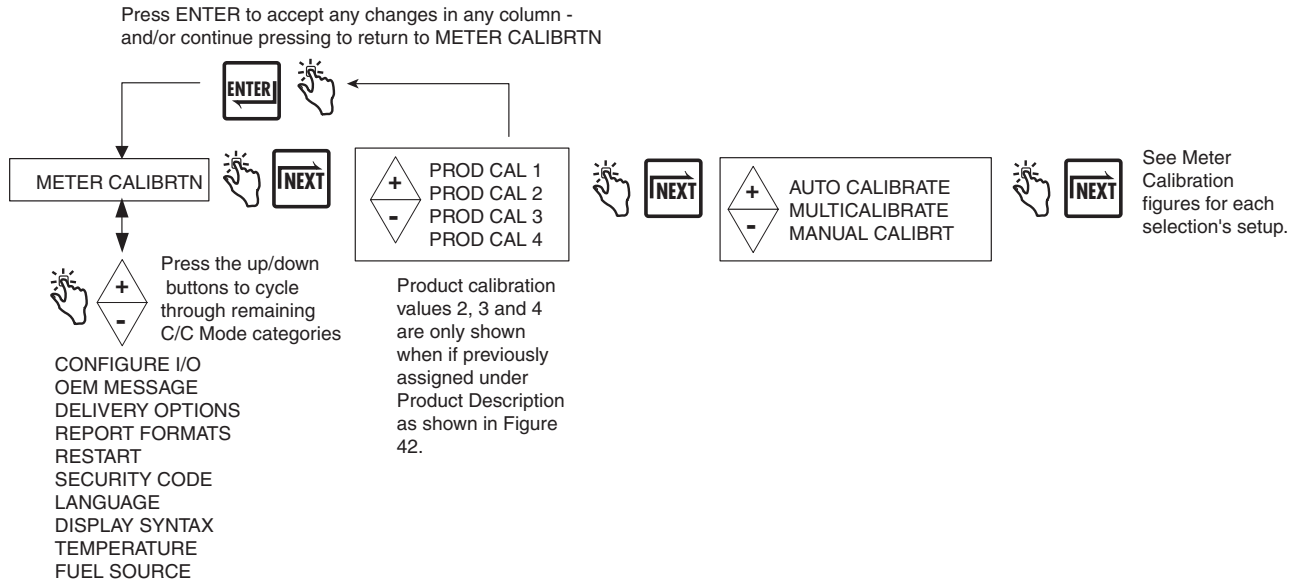 Press ENTER to accept any changes in any column -
and/or continue pressing to return to METER CALIBRTN
ENTER
METER CALIBRTN
NEXT
+
-
PROD CAL 1
PROD CAL 2
PROD CAL 3
PROD CAL 4
NEXT
+
-
AUTO CALIBRATE
MULTICALIBRATE
MANUAL CALIBRT
NEXT
See Meter
Calibration
figures for each
selection's setup.
+
-
Press the up/down
buttons to cycle
through remaining
C/C Mode categories
CONFIGURE I/O
OEM MESSAGE
DELIVERY OPTIONS
REPORT FORMATS
RESTART
SECURITY CODE
LANGUAGE
DISPLAY SYNTAX
TEMPERATURE
FUEL SOURCE
Product calibration
values 2, 3 and 4
are only shown
when if previously
assigned under
Product Description
as shown in Figure
42.